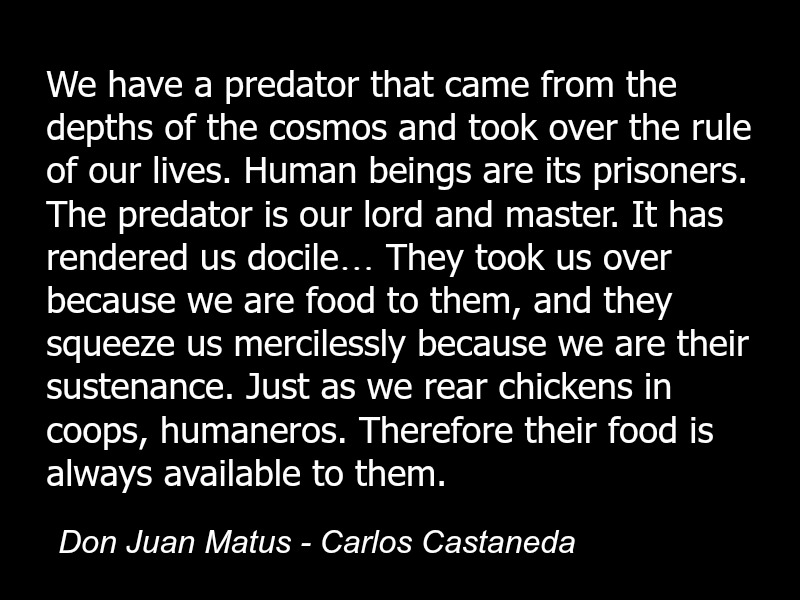 We have a predator that came from the
depths of the cosmos and took over the rule
of our lives. Human beings are its prisoners.
The predator is our lord and master. It has
rendered us docile… They took us over
because we are food to them, and they
squeeze us mercilessly because we are their
sustenance. Just as we rear chickens in
coops, humaneros. Therefore their food is
always available to them.
Don Juan Matus - Carlos Castaneda